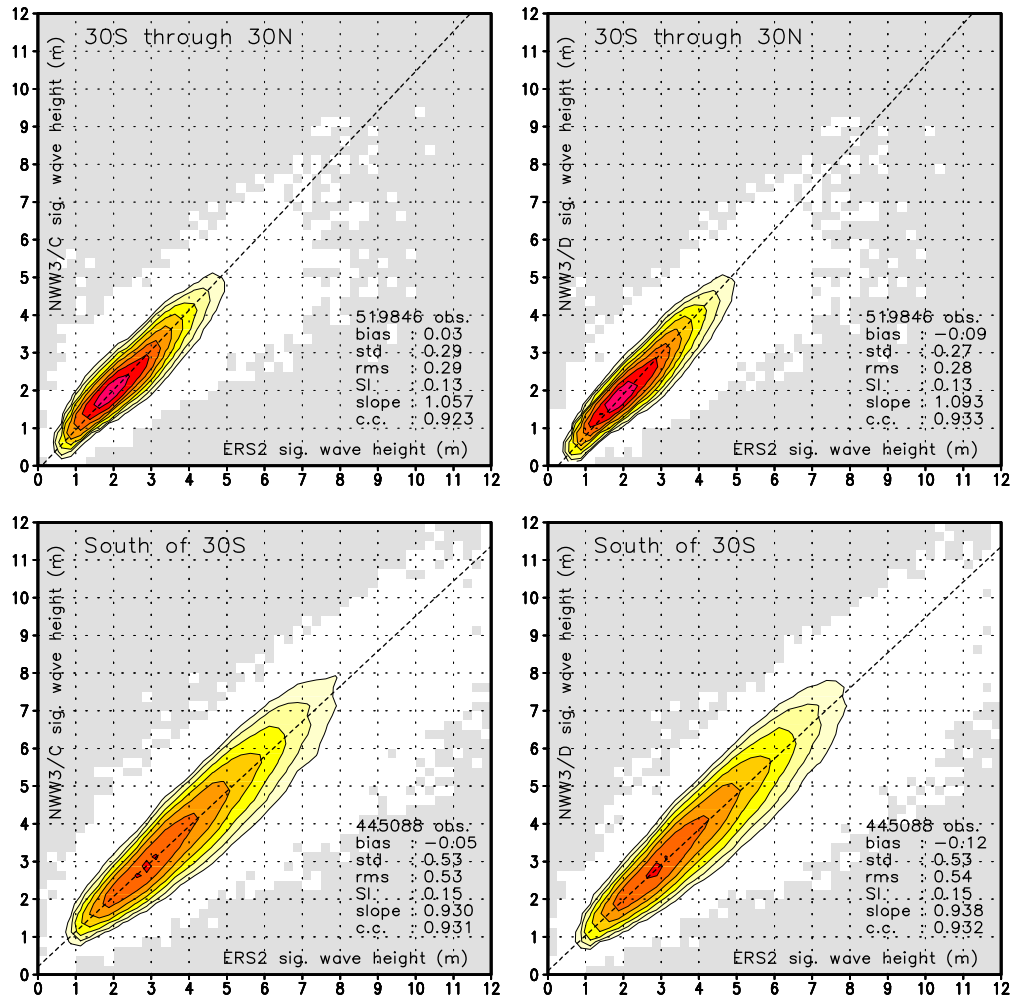 12
11
10
9
8
7
6
5
4
3
2
1
0
NWW3/C sig. wave height (m)
30S through 30N
519846 obs.
bias : 0.03
std : 0.29
rms : 0.29
SI : 0.13
slope : 1.057
c.c. : 0.923
ERS2 sig. wave height (m)
0 1 2 3 4 5 6 7 8 9 10 11 12
12
11
10
9
8
7
6
5
4
3
2
1
0
NWW3/D sig. wave height (m)
30S through 30N
519846 obs.
bias : −0.09
std : 0.27
rms : 0.28
SI : 0.13
slope : 1.093
c.c. : 0.933
ERS2 sig. wave height (m)
0 1 2 3 4 5 6 7 8 9 10 11 12
12
11
10
9
8
7
6
5
4
3
2
1
0
NWW3/C sig. wave height (m)
South of 30S
445088 obs.
bias : −0.05
std : 0.53
rms : 0.53
SI : 0.15
slope : 0.930
c.c. : 0.931
ERS2 sig. wave height (m)
0 1 2 3 4 5 6 7 8 9 10 11 12
12
11
10
9
8
7
6
5
4
3
2
1
0
NWW3/D sig. wave height (m)
South of 30S
445088 obs.
bias : −0.12
std : 0.53
rms : 0.54
SI : 0.15
slope : 0.938
c.c. : 0.932
ERS2 sig. wave height (m)
0 1 2 3 4 5 6 7 8 9 10 11 12